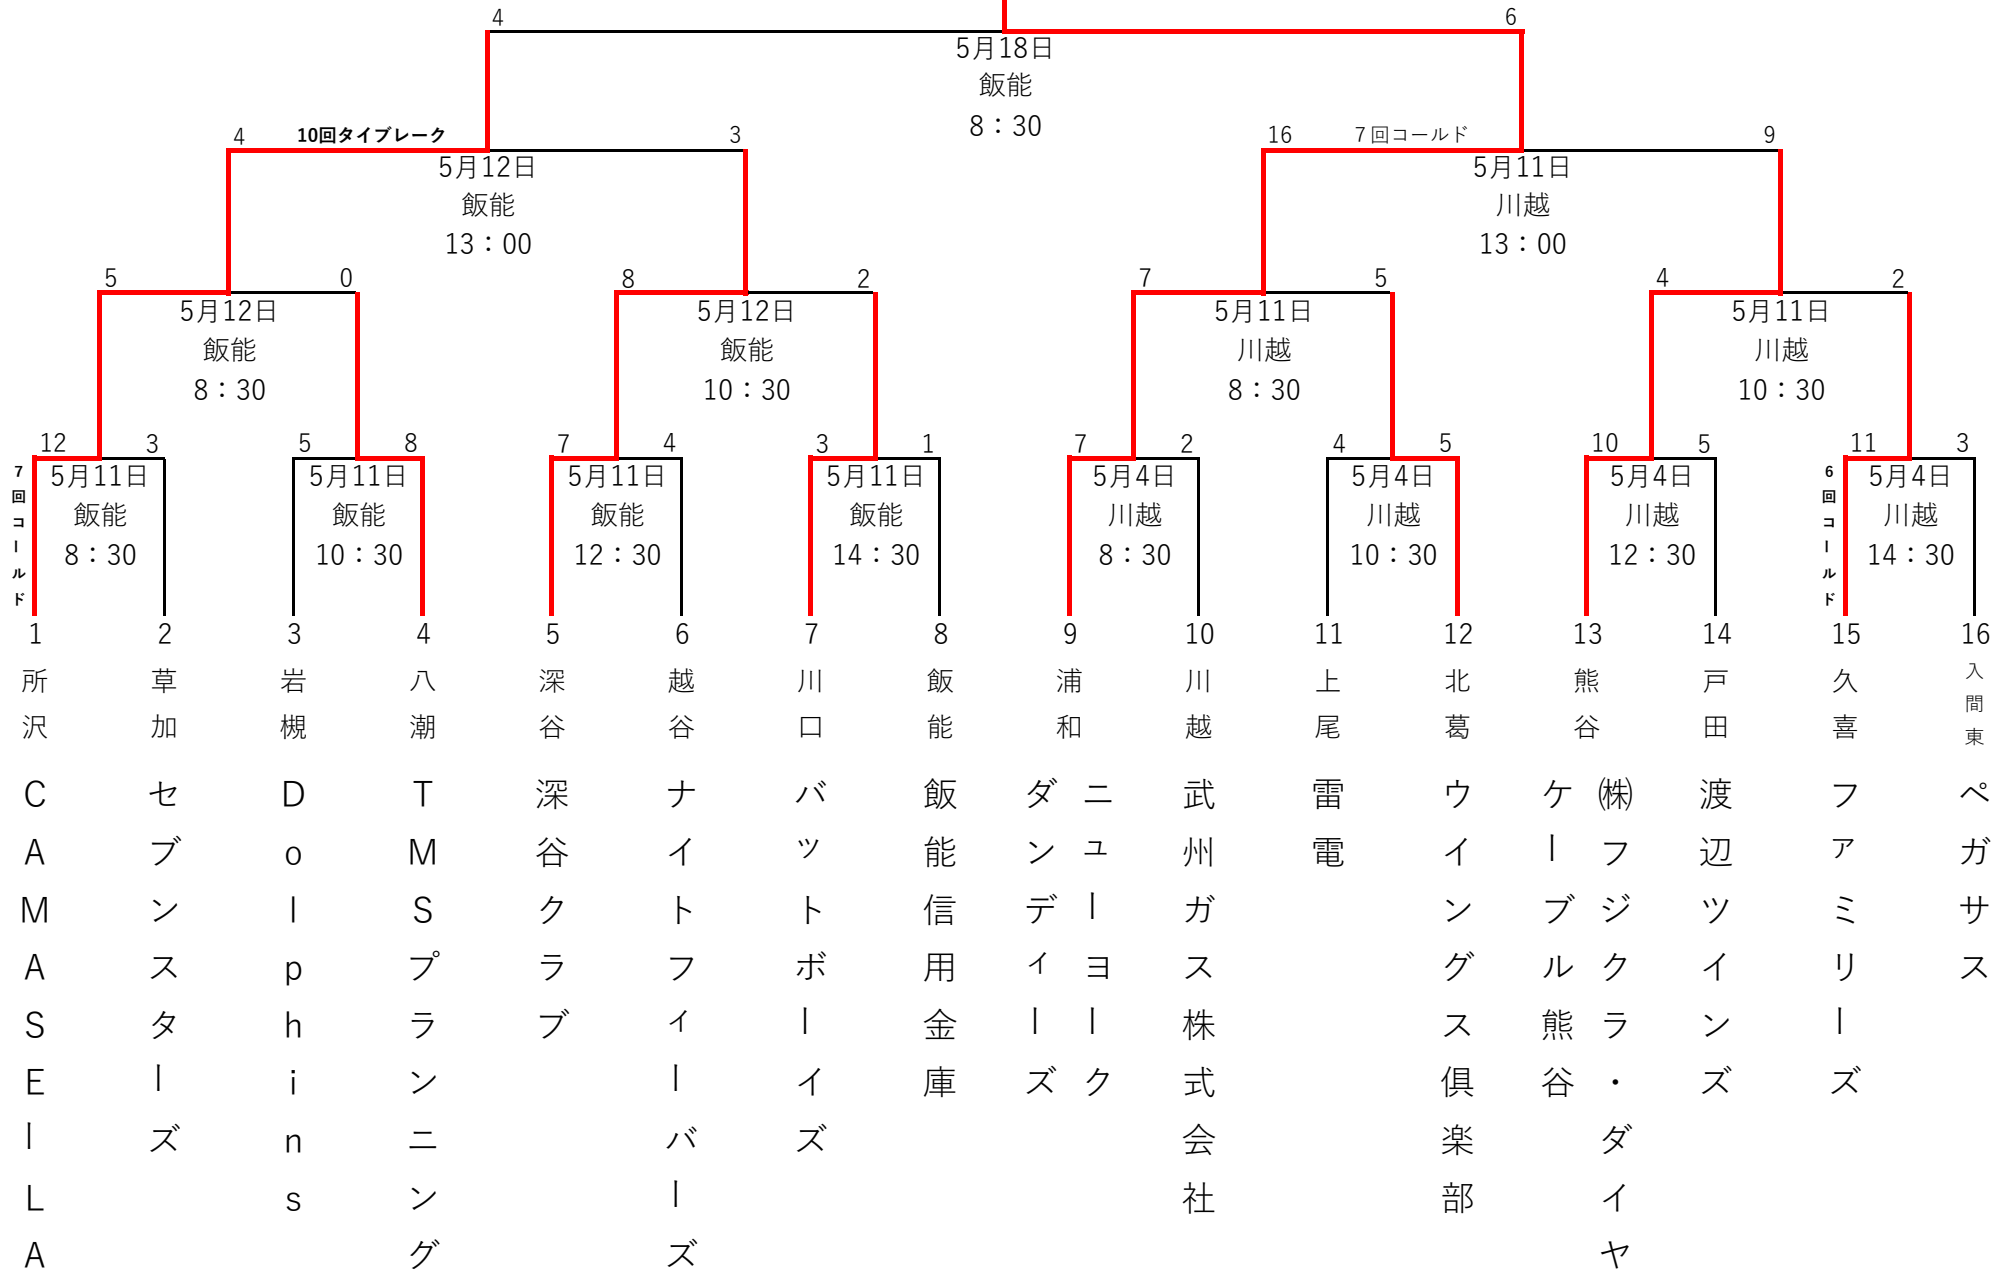 4 6
5月18日
飯能
8：30
4 10回タイブレーク 3 16 7回コールド 9
5月12日 5月11日
飯能 川越
13：00 13：00
5 0 8 2 7 5 4 2
5月12日 5月12日 5月11日 5月11日
飯能 飯能 川越 川越
8：30 10：30 8：30 10：30
12 3 5 8 7 4 3 1 7 2 4 5 10 5 11 3
7回コールド
6回コールド
5月11日 5月11日 5月11日 5月11日 5月4日 5月4日 5月4日 5月4日
飯能 飯能 飯能 飯能 川越 川越 川越 川越
8：30 10：30 12：30 14：30 8：30 10：30 12：30 14：30
1 2 3 4 5 6 7 8 9 10 11 12 13 14 15 16
所沢
CAMASEILA
草加
セブンスターズ
岩槻
Dolphins
八潮
TMSプランニング
深谷
深谷クラブ
越谷
ナイトフィーバーズ
川口
バットボーイズ
飯能
飯能信用金庫
浦和
ニューヨーク
ダンディーズ
川越
武州ガス株式会社
上尾
雷電
北葛
ウイングス倶楽部
熊谷
㈱フジクラ・ダイヤ
ケーブル熊谷
戸田
渡辺ツインズ
久喜
ファミリーズ
入間東
ペガサス